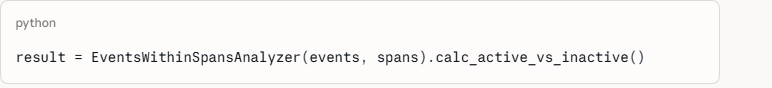 python
result = EventsWithinSpansAnalyzer(events, spans).calc_active_vs_inactive()